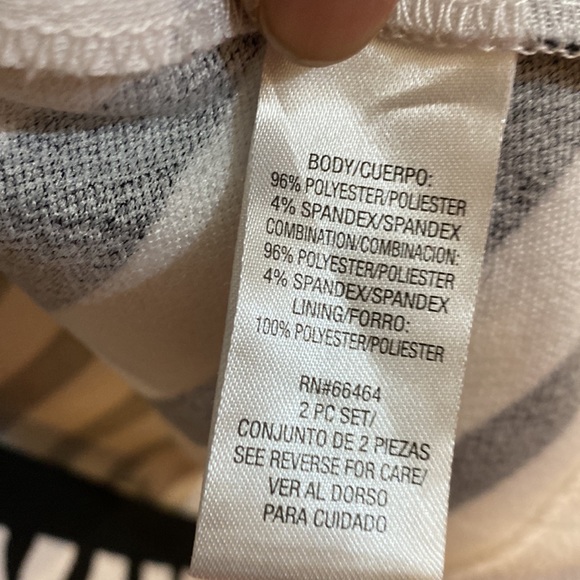 BODY/CUERPO:
96% POLYESTER/POLIESTER
4% SPANDEX/SPANDEX
COMBINATION/COMBINACION:
96% POLYESTER/POLIESTER
4% SPANDEX/SPANDEX
LINING/FORRO:
100% POLYESTER/POLIESTER
RN#66464
2 PC SET/
CONJUNTO DE 2 PIEZAS
SEE REVERSE FOR CARE/
VER AL DORSO
PARA CUIDADO